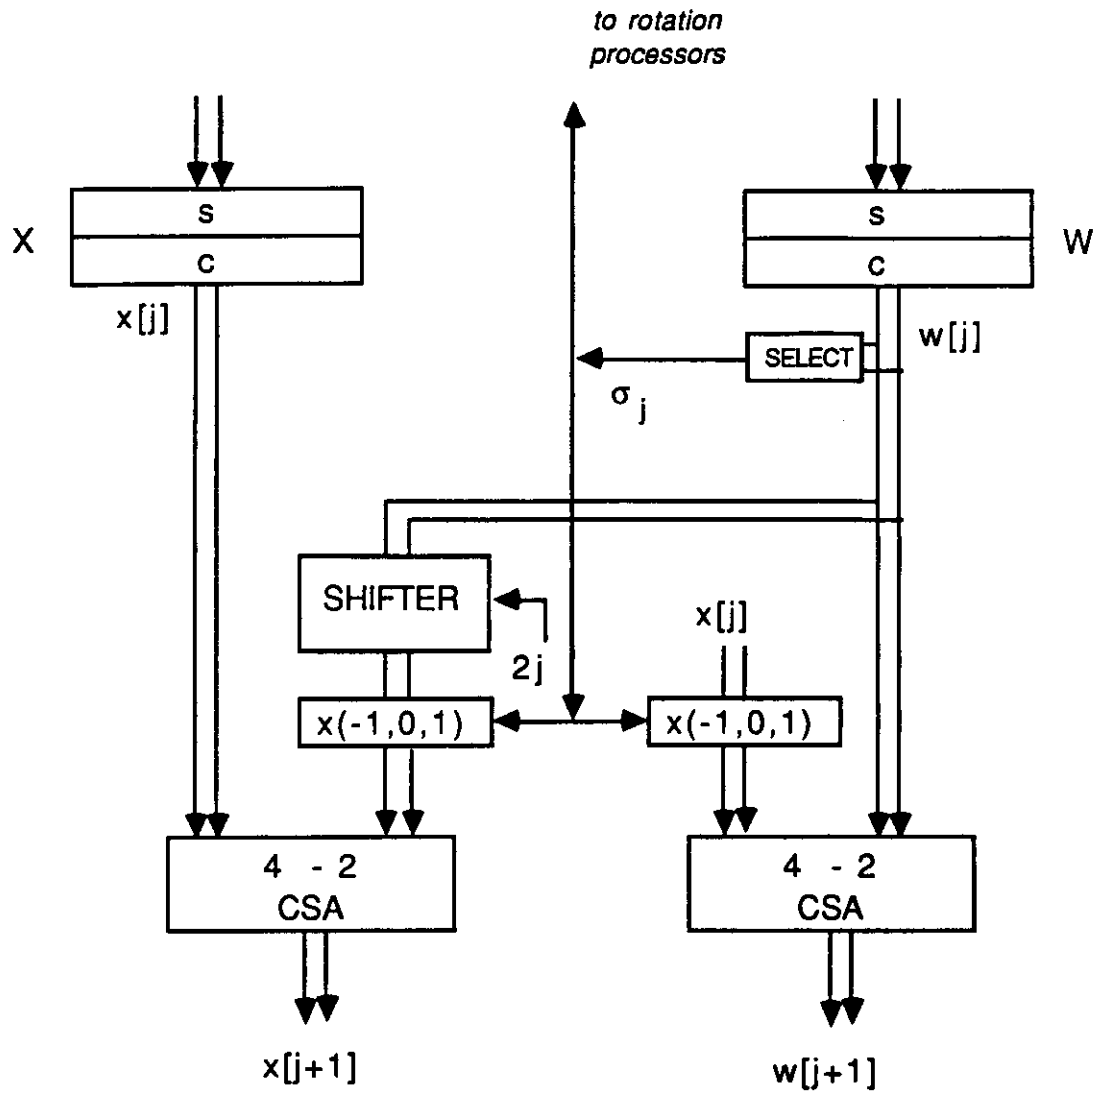 to rotation
processors
X
S
C
x[j]
S
C
W
w[j]
SELECT
σ j
SHIFTER
2j
x[j]
x(-1,0,1)
x(-1,0,1)
4 - 2
CSA
4 - 2
CSA
x[j+1]
w[j+1]